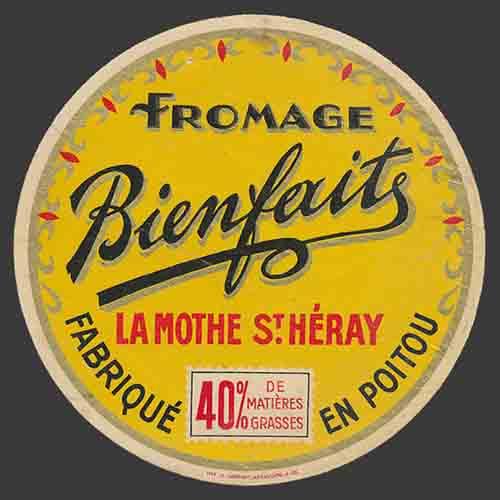 FROMAGE
Bienfaits
LA MOTHE ST HÉRAY
FABRIQUÉ EN POITOU
40% DE MATIÈRES GRASSES